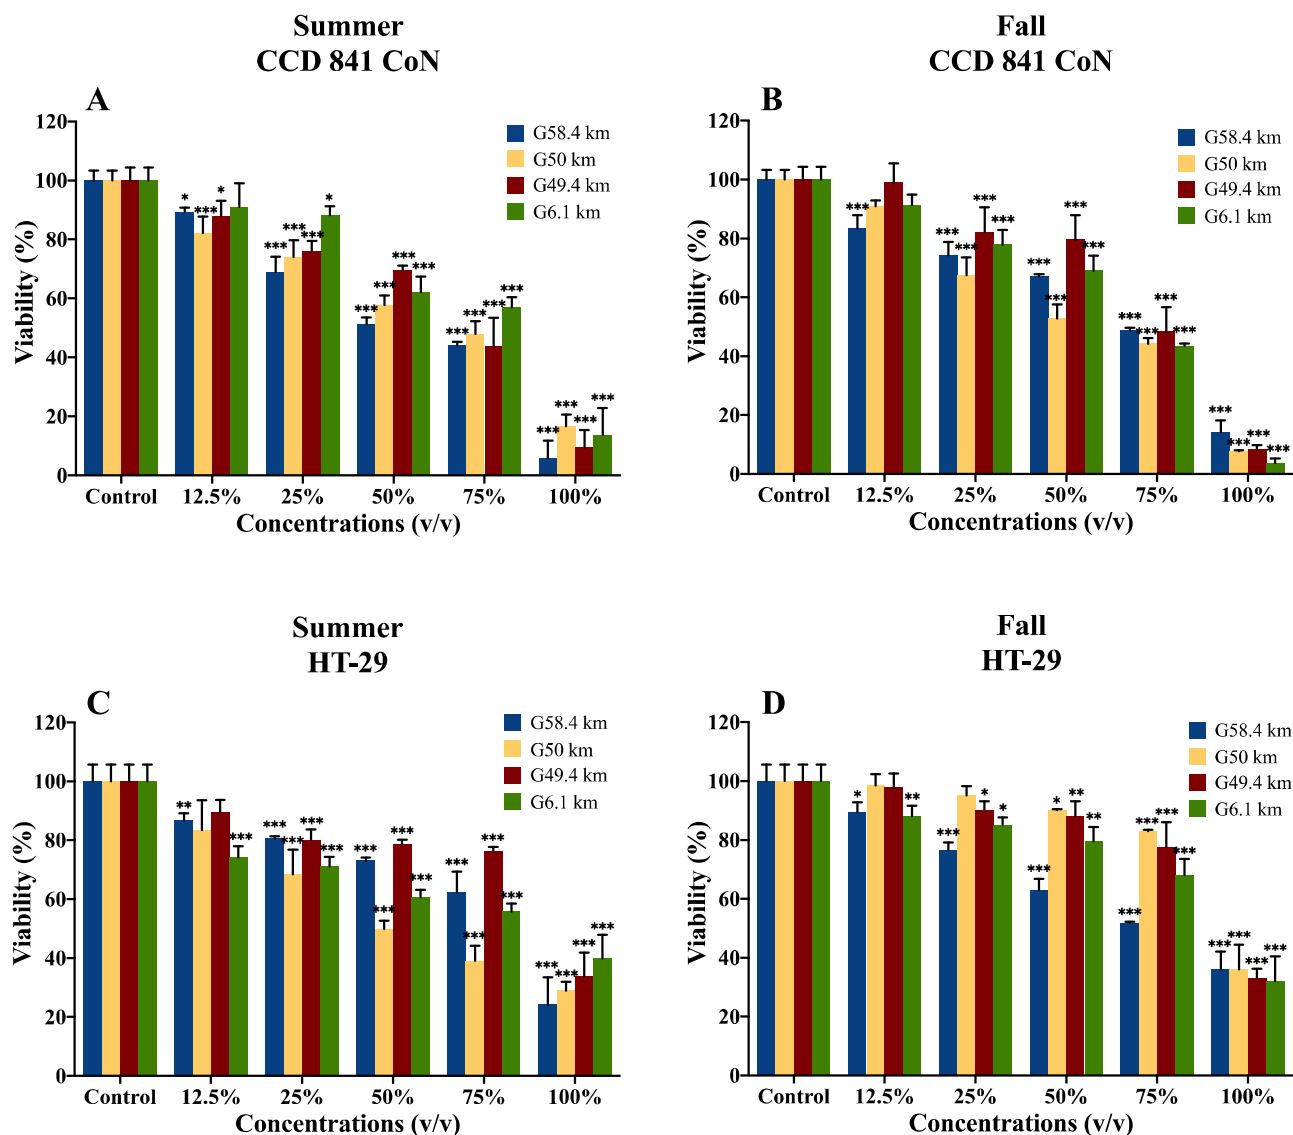 Summer
CCD 841 CoN
A
120
100
80
60
40
20
0
Viability (%)
G58.4 km
G50 km
G49.4 km
G6.1 km
* *** * 
*** *** *** *
*** *** *** ***
*** *** *** ***
*** *** *** ***
Control 12.5% 25% 50% 75% 100%
Concentrations (v/v)
Fall
CCD 841 CoN
B
120
100
80
60
40
20
0
Viability (%)
G58.4 km
G50 km
G49.4 km
G6.1 km
***
*** *** *** ***
*** *** *** ***
*** *** *** ***
*** *** *** ***
Control 12.5% 25% 50% 75% 100%
Concentrations (v/v)
Summer
HT-29
C
120
100
80
60
40
20
0
Viability (%)
G58.4 km
G50 km
G49.4 km
G6.1 km
** ***
*** *** *** ***
*** *** *** ***
*** *** *** ***
*** *** *** ***
Control 12.5% 25% 50% 75% 100%
Concentrations (v/v)
Fall
HT-29
D
120
100
80
60
40
20
0
Viability (%)
G58.4 km
G50 km
G49.4 km
G6.1 km
* **
*** * *
*** * ** **
*** *** *** ***
*** *** *** ***
Control 12.5% 25% 50% 75% 100%
Concentrations (v/v)